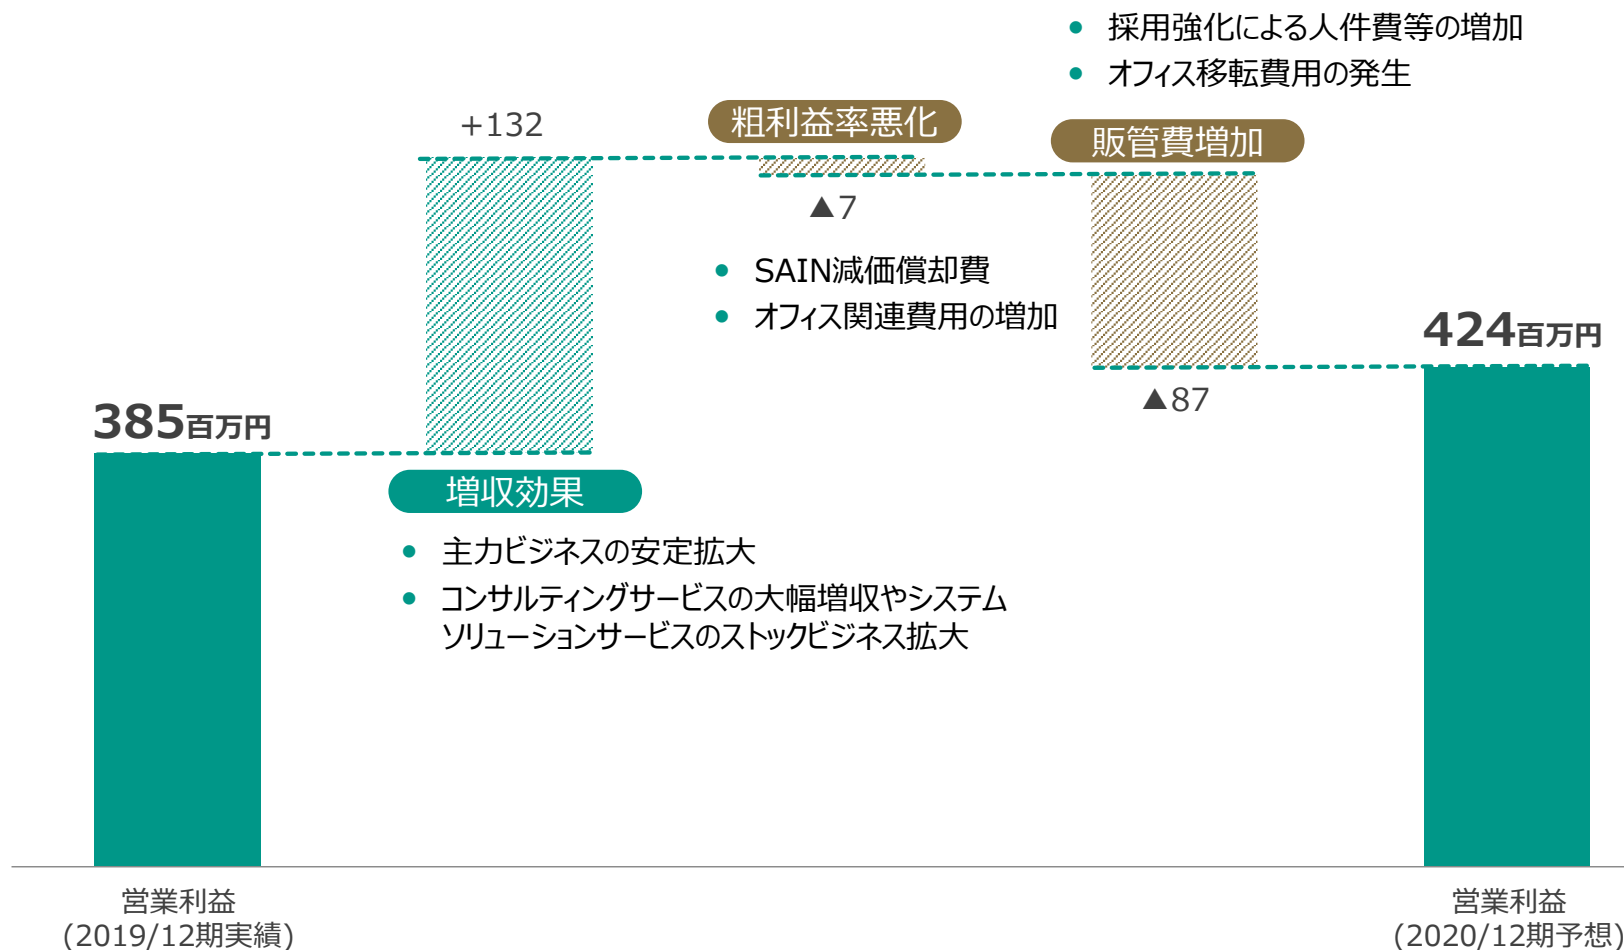 385百万円
営業利益
(2019/12期実績)
+132
増収効果
主力ビジネスの安定拡大
コンサルティングサービスの大幅増収やシステム
ソリューションサービスのストックビジネス拡大
粗利益率悪化
▲7
SAIN減価償却費
オフィス関連費用の増加
採用強化による人件費等の増加
オフィス移転費用の発生
販管費増加
▲87
424百万円
営業利益
(2020/12期予想)